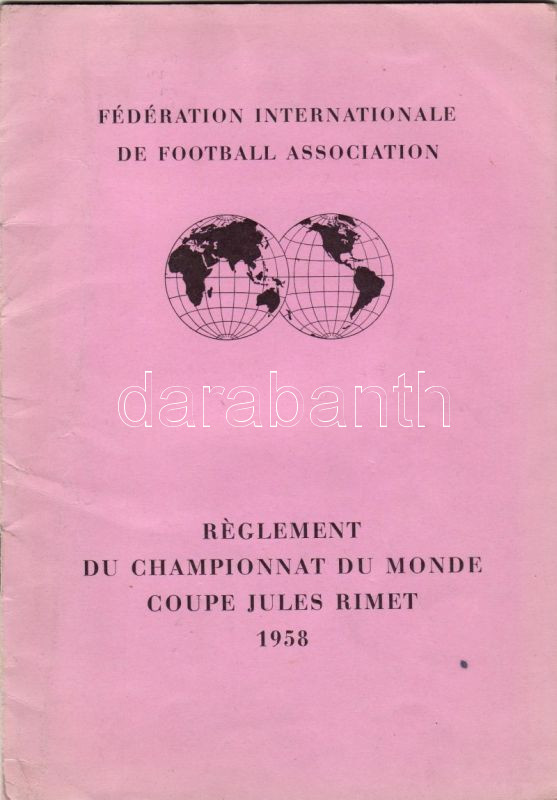 FÉDÉRATION INTERNATIONALE
DE FOOTBALL ASSOCIATION
darabanth
RÈGLEMENT
DU CHAMPIONNAT DU MONDE
COUPE JULES RIMET
1958